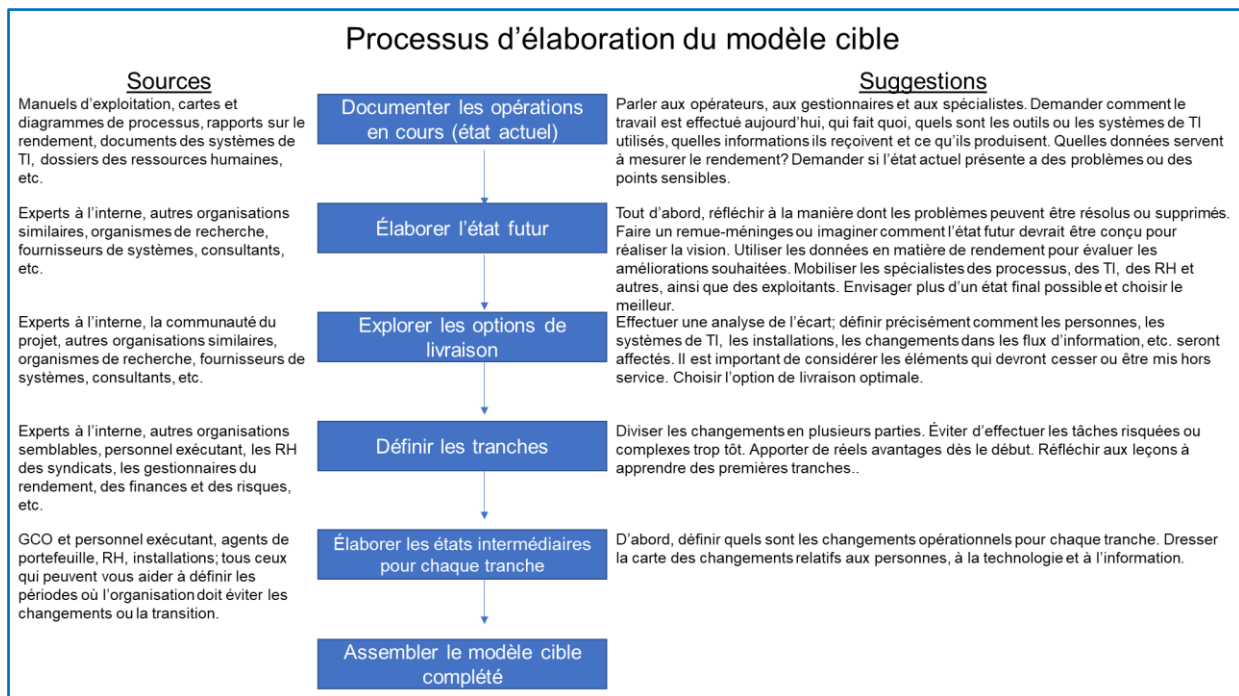 Processus d'élaboration du modèle cible
Sources
Manuels d'exploitation, cartes et
diagrammes de processus, rapports sur le
rendement, documents des systèmes de
TI, dossiers des ressources humaines,
etc.
Documenter les opérations
en cours (état actuel)
Suggestions
Parler aux opérateurs, aux gestionnaires et aux spécialistes. Demander comment le
travail est effectué aujourd'hui, qui fait quoi, quels sont les outils ou les systèmes de TI
utilisés, quelles informations ils reçoivent et ce qu'ils produisent. Quelles données servent
à mesurer le rendement? Demander si l'état actuel présente a des problèmes ou des
points sensibles.
Experts à l'interne, autres organisations
similaires, organismes de recherche,
fournisseurs de systèmes, consultants,
etc.
Élaborer l'état futur
Tout d'abord, réfléchir à la manière dont les problèmes peuvent être résolus ou supprimés.
Faire un remue-méninges ou imaginer comment l'état futur devrait être conçu pour
réaliser la vision. Utiliser les données en matière de rendement pour évaluer les
améliorations souhaitées. Mobiliser les spécialistes des processus, des TI, des RH et
autres, ainsi que des exploitants. Envisager plus d'un état final possible et choisir le
meilleur.
Experts à l'interne, la communauté du
projet, autres organisations similaires,
organismes de recherche, fournisseurs de
systèmes, consultants, etc.
Explorer les options de
livraison
Effectuer une analyse de l'écart; définir précisément comment les personnes, les
systèmes de TI, les installations, les changements dans les flux d'information, etc. seront
affectés. Il est important de considérer les éléments qui devront cesser ou être mis hors
service. Choisir l'option de livraison optimale.
Experts à l'interne, autres organisations
semblables, personnel exécutant, les RH
des syndicats, les gestionnaires du
rendement, des finances et des risques,
etc.
Définir les tranches
Diviser les changements en plusieurs parties. Éviter d'effectuer les tâches risquées ou
complexes trop tôt. Apporter de réels avantages dès le début. Réfléchir aux leçons à
apprendre des premières tranches..
GCO et personnel exécutant, agents de
portefeuille, RH, installations; tous ceux
qui peuvent vous aider à définir les
périodes où l'organisation doit éviter les
changements ou la transition.
Élaborer les états intermédiaires
pour chaque tranche
D'abord, définir quels sont les changements opérationnels pour chaque tranche. Dresser
la carte des changements relatifs aux personnes, à la technologie et à l'information.
Assembler le modèle cible
complété